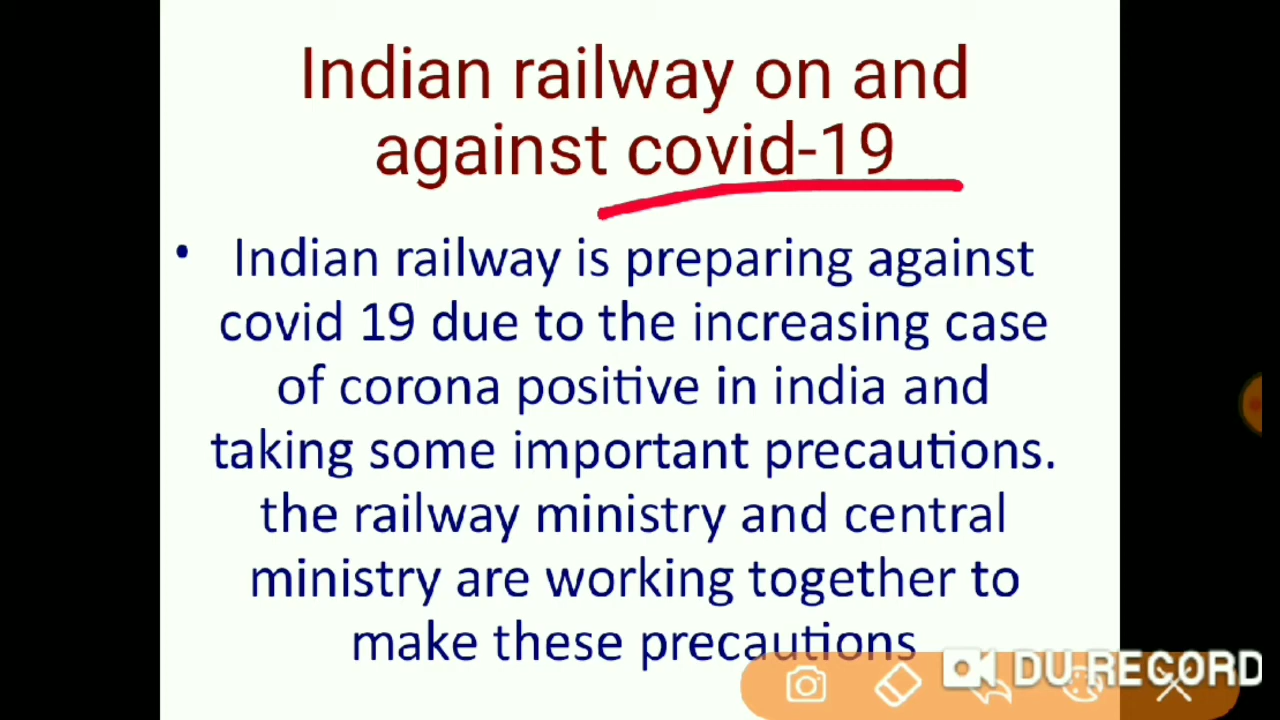 Indian railway on and
against covid-19
• Indian railway is preparing against
covid 19 due to the increasing case
of corona positive in india and
taking some important precautions.
the railway ministry and central
ministry are working together to
make these precautions
DU RECORD